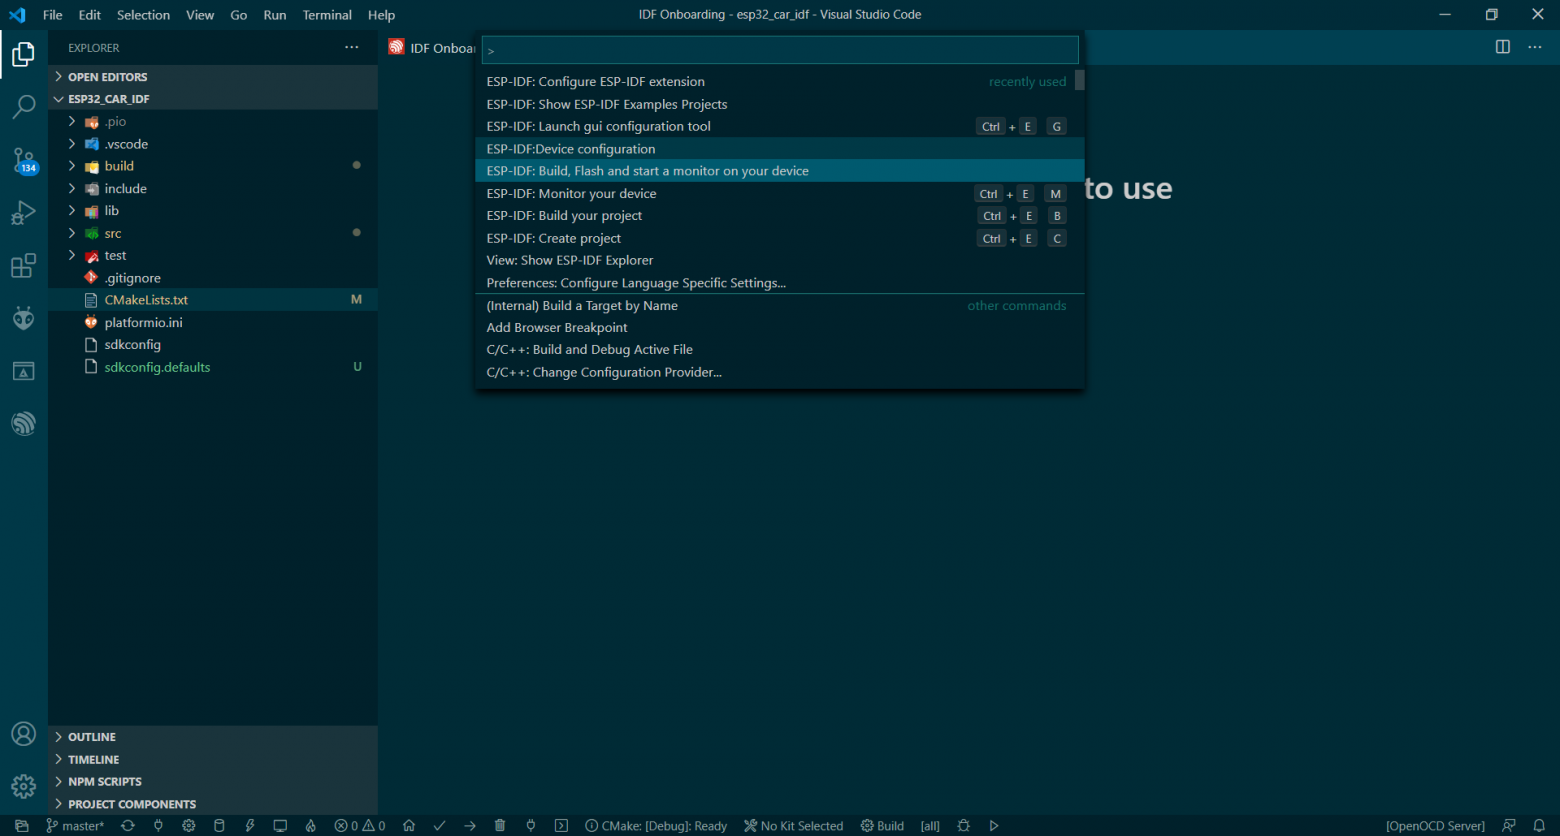 File Edit Selection View Go Run Terminal Help
IDF Onboarding - esp32_car_idf - Visual Studio Code
EXPLORER
OPEN EDITORS
ESP32_CAR_IDF
.pio
.vscode
build
include
lib
src
test
.gitignore
CMakeLists.txt M
platformio.ini
sdkconfig
sdkconfig.defaults U
134
OUTLINE
TIMELINE
NPM SCRIPTS
PROJECT COMPONENTS
IDF Onboar
>
ESP-IDF: Configure ESP-IDF extension recently used
ESP-IDF: Show ESP-IDF Examples Projects
ESP-IDF: Launch gui configuration tool Ctrl + E G
ESP-IDF:Device configuration
ESP-IDF: Build, Flash and start a monitor on your device
ESP-IDF: Monitor your device Ctrl + E M
ESP-IDF: Build your project Ctrl + E B
ESP-IDF: Create project Ctrl + E C
View: Show ESP-IDF Explorer
Preferences: Configure Language Specific Settings...
(Internal) Build a Target by Name other commands
Add Browser Breakpoint
C/C++: Build and Debug Active File
C/C++: Change Configuration Provider...
to use
master* 0 0 CMake: [Debug]: Ready No Kit Selected Build [all] [OpenOCD Server]